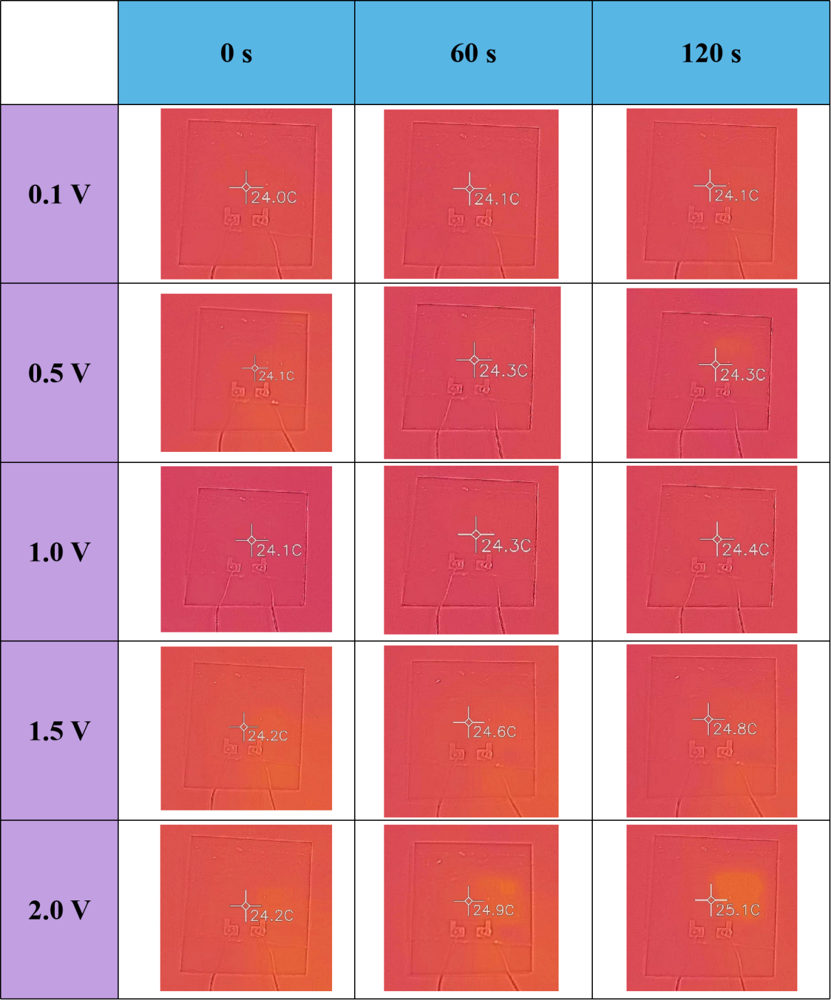 0 s 60 s 120 s
0.1 V 24.0C 24.1C 24.1C
0.5 V 24.1C 24.3C 24.3C
1.0 V 24.1C 24.3C 24.4C
1.5 V 24.2C 24.6C 24.8C
2.0 V 24.2C 24.9C 25.1C